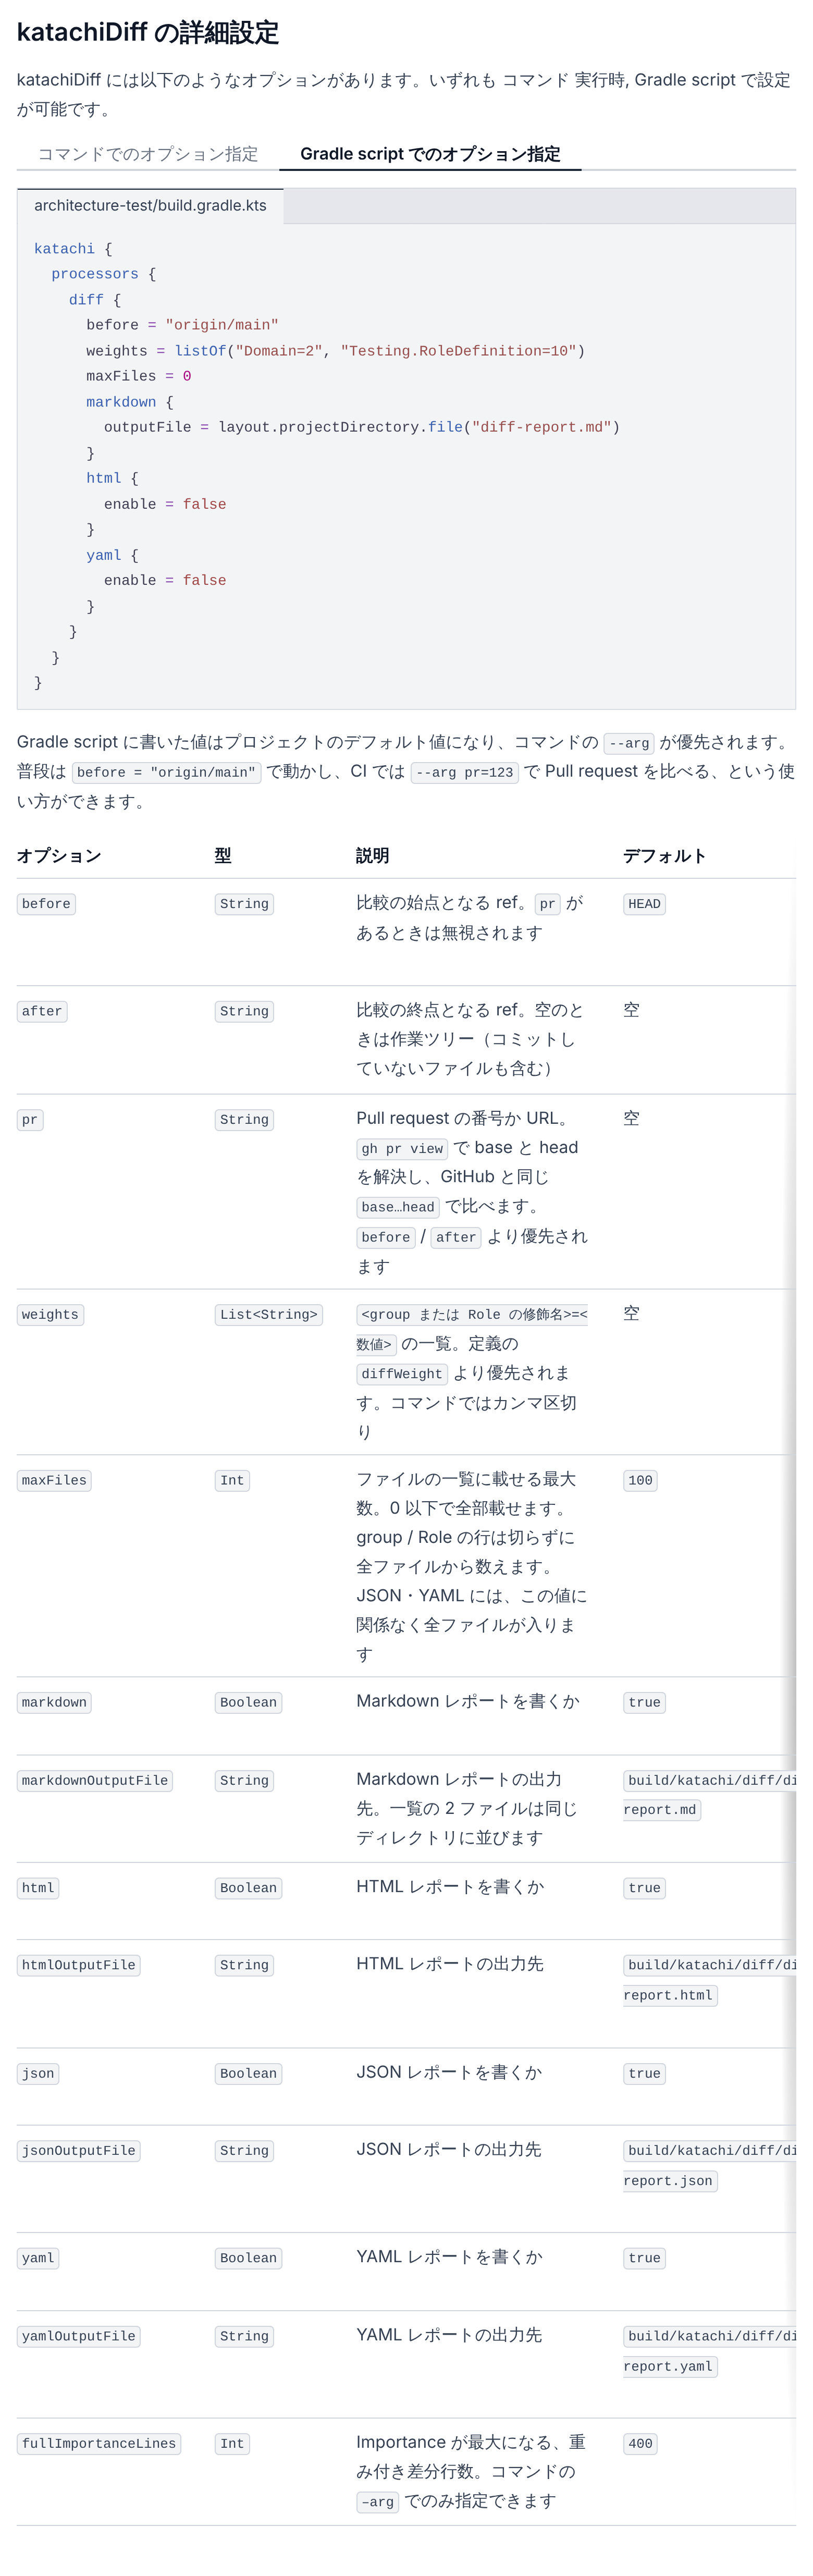 katachiDiff の詳細設定
katachiDiff には以下のようなオプションがあります。いずれも コマンド 実行時, Gradle script で設定
が可能です。
コマンドでのオプション指定 Gradle script でのオプション指定
architecture-test/build.gradle.kts
katachi {
  processors {
    diff {
      before = "origin/main"
      weights = listOf("Domain=2", "Testing.RoleDefinition=10")
      maxFiles = 0
      markdown {
        outputFile = layout.projectDirectory.file("diff-report.md")
      }
      html {
        enable = false
      }
      yaml {
        enable = false
      }
    }
  }
}
Gradle script に書いた値はプロジェクトのデフォルト値になり、コマンドの --arg が優先されます。
普段は before = "origin/main" で動かし、CI では --arg pr=123 で Pull request を比べる、という使
い方ができます。
オプション 型 説明 デフォルト
before String 比較の始点となる ref。pr が HEAD
あるときは無視されます
after String 比較の終点となる ref。空のと 空
きは作業ツリー（コミットし
ていないファイルも含む）
pr String Pull request の番号か URL。 空
gh pr view で base と head
を解決し、GitHub と同じ
base…head で比べます。
before / after より優先され
ます
weights List<String> <group または Role の修飾名>=< 空
数値> の一覧。定義の
diffWeight より優先されま
す。コマンドではカンマ区切
り
maxFiles Int ファイルの一覧に載せる最大 100
数。0 以下で全部載せます。
group / Role の行は切らずに
全ファイルから数えます。
JSON・YAML には、この値に
関係なく全ファイルが入りま
す
markdown Boolean Markdown レポートを書くか true
markdownOutputFile String Markdown レポートの出力 build/katachi/diff/di
先。一覧の 2 ファイルは同じ report.md
ディレクトリに並びます
html Boolean HTML レポートを書くか true
htmlOutputFile String HTML レポートの出力先 build/katachi/diff/di
report.html
json Boolean JSON レポートを書くか true
jsonOutputFile String JSON レポートの出力先 build/katachi/diff/di
report.json
yaml Boolean YAML レポートを書くか true
yamlOutputFile String YAML レポートの出力先 build/katachi/diff/di
report.yaml
fullImportanceLines Int Importance が最大になる、重 400
み付き差分行数。コマンドの
–arg でのみ指定できます